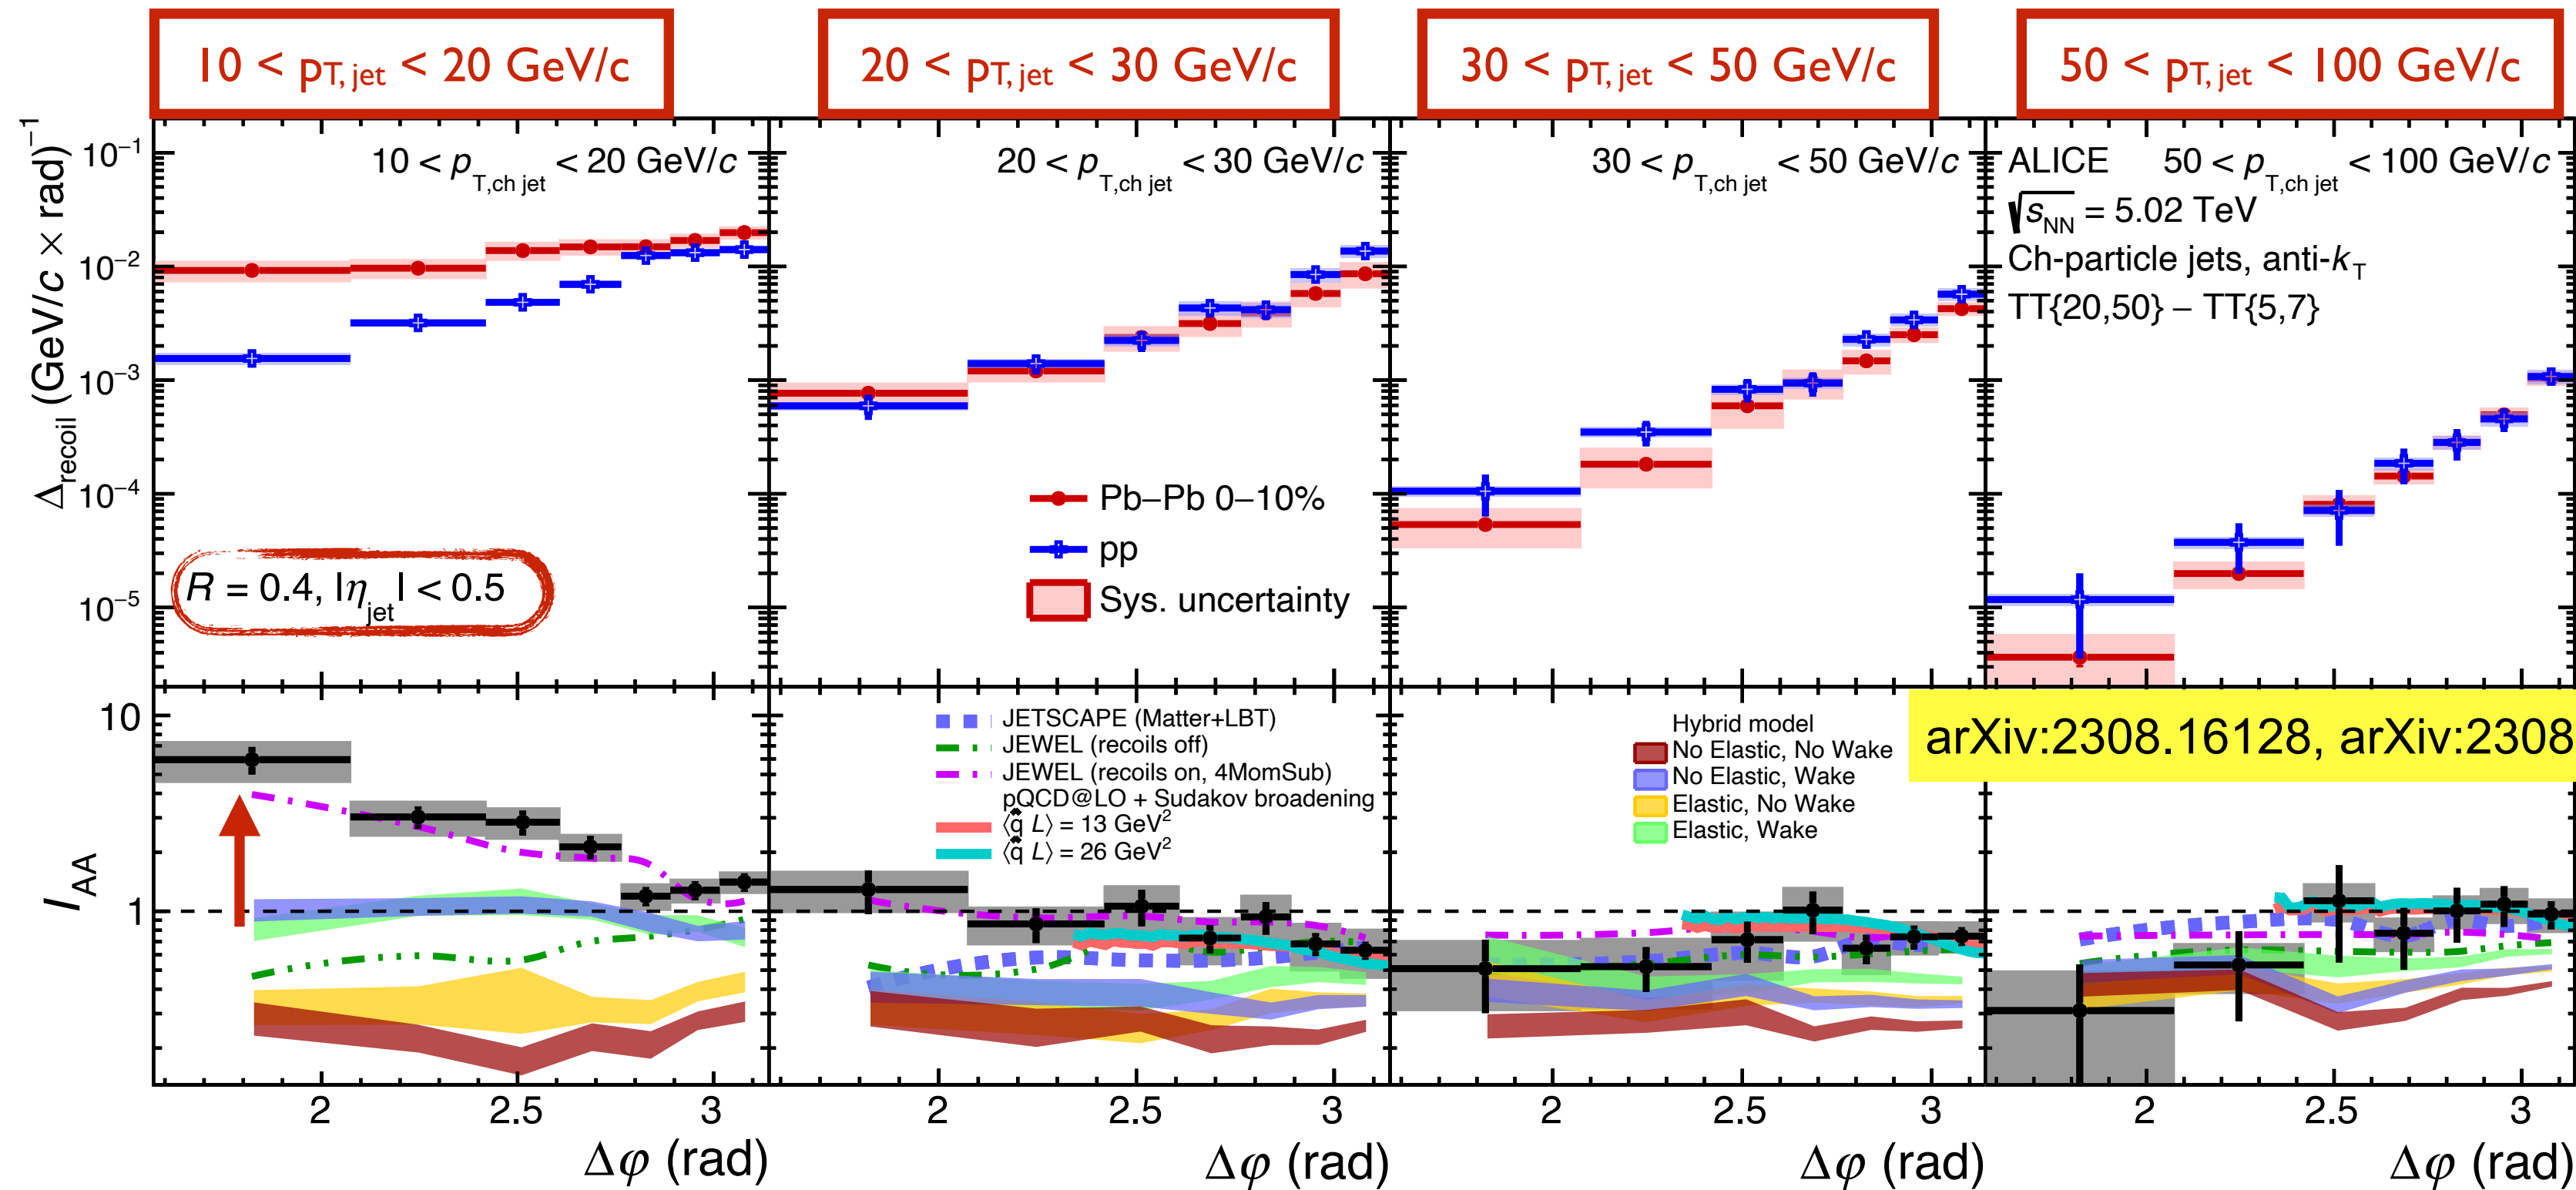 10 < pT, jet < 20 GeV/c
20 < pT, jet < 30 GeV/c
30 < pT, jet < 50 GeV/c
50 < pT, jet < 100 GeV/c
Δrecoil (GeV/c × rad)⁻¹
10⁻¹
10⁻²
10⁻³
10⁻⁴
10⁻⁵
10 < pT,ch jet < 20 GeV/c
R = 0.4, |ηjet| < 0.5
20 < pT,ch jet < 30 GeV/c
Pb–Pb 0–10%
pp
Sys. uncertainty
30 < pT,ch jet < 50 GeV/c
ALICE 50 < pT,ch jet < 100 GeV/c
√sNN = 5.02 TeV
Ch-particle jets, anti-kT
TT{20,50} – TT{5,7}
IAA
10
1
JETSCAPE (Matter+LBT)
JEWEL (recoils off)
JEWEL (recoils on, 4MomSub)
pQCD@LO + Sudakov broadening
⟨q̂ L⟩ = 13 GeV²
⟨q̂ L⟩ = 26 GeV²
Hybrid model
No Elastic, No Wake
No Elastic, Wake
Elastic, No Wake
Elastic, Wake
arXiv:2308.16128, arXiv:2308
2 2.5 3
2 2.5 3
2 2.5 3
2 2.5 3
Δφ (rad)
Δφ (rad)
Δφ (rad)
Δφ (rad)